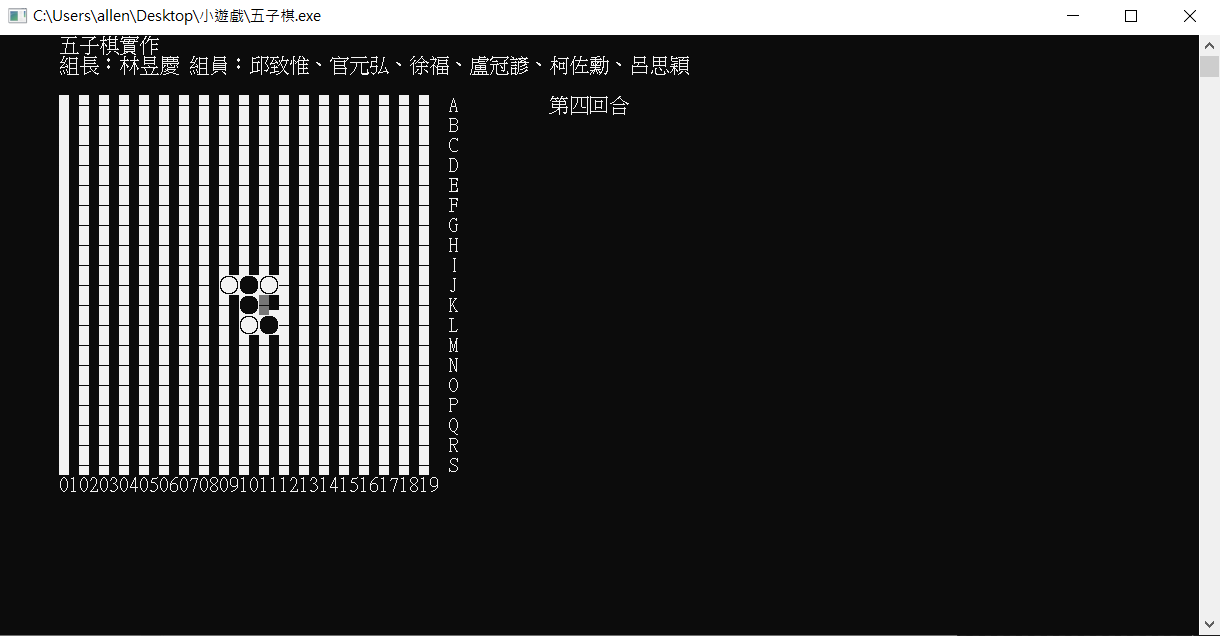 C:\Users\allen\Desktop\小遊戲\五子棋.exe
五子棋實作
組長：林昱慶 組員：邱致惟、官元弘、徐福、盧冠諺、柯佐勳、呂思穎
A 第四回合
B
C
D
E
F
G
H
I
J
K
L
M
N
O
P
Q
R
S
01020304050607080910111213141516171819